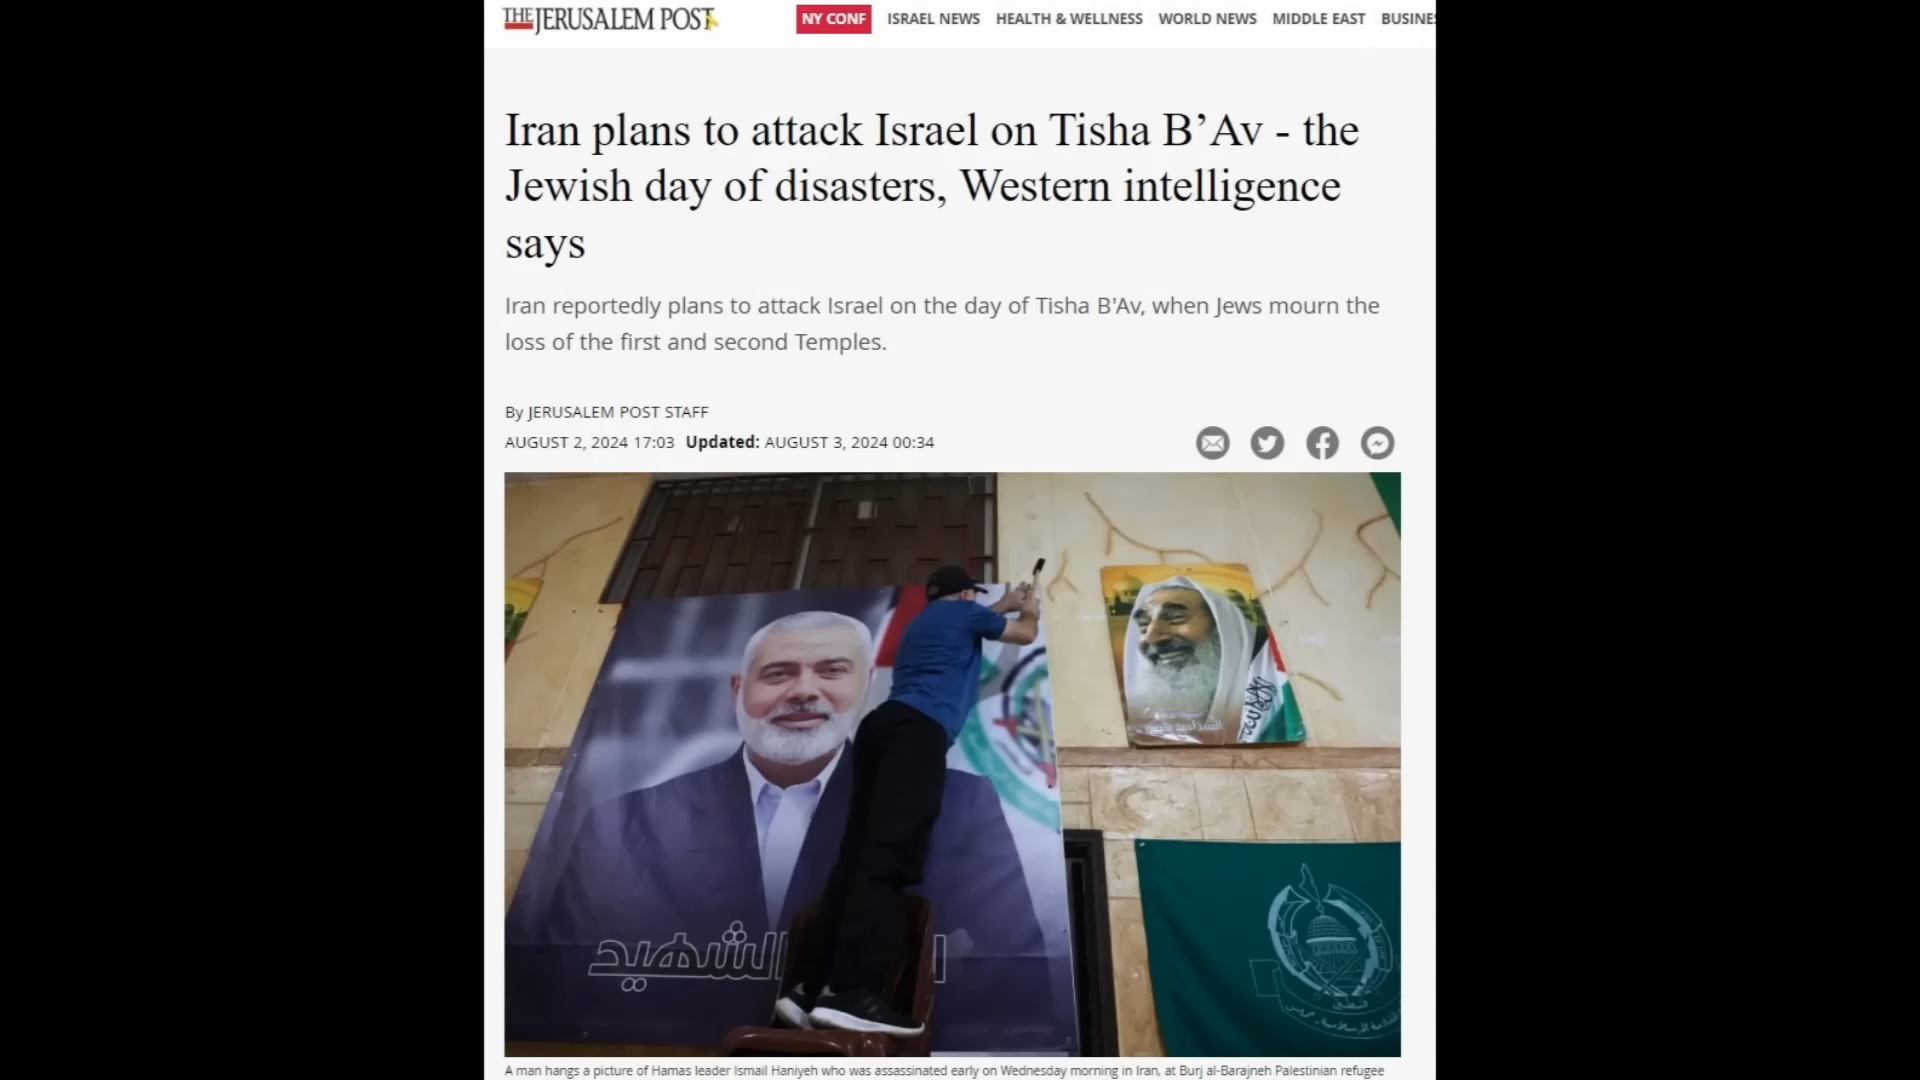 THE JERUSALEM POST
NY CONF ISRAEL NEWS HEALTH & WELLNESS WORLD NEWS MIDDLE EAST
Iran plans to attack Israel on Tisha B’Av - the
Jewish day of disasters, Western intelligence
says
Iran reportedly plans to attack Israel on the day of Tisha B'Av, when Jews mourn the
loss of the first and second Temples.
By JERUSALEM POST STAFF
AUGUST 2, 2024 17:03 Updated: AUGUST 3, 2024 00:34
الشهيد
A man hangs a picture of Hamas leader Ismail Haniyeh who was assassinated early on Wednesday morning in Iran, at Burj al-Barajneh Palestinian refugee